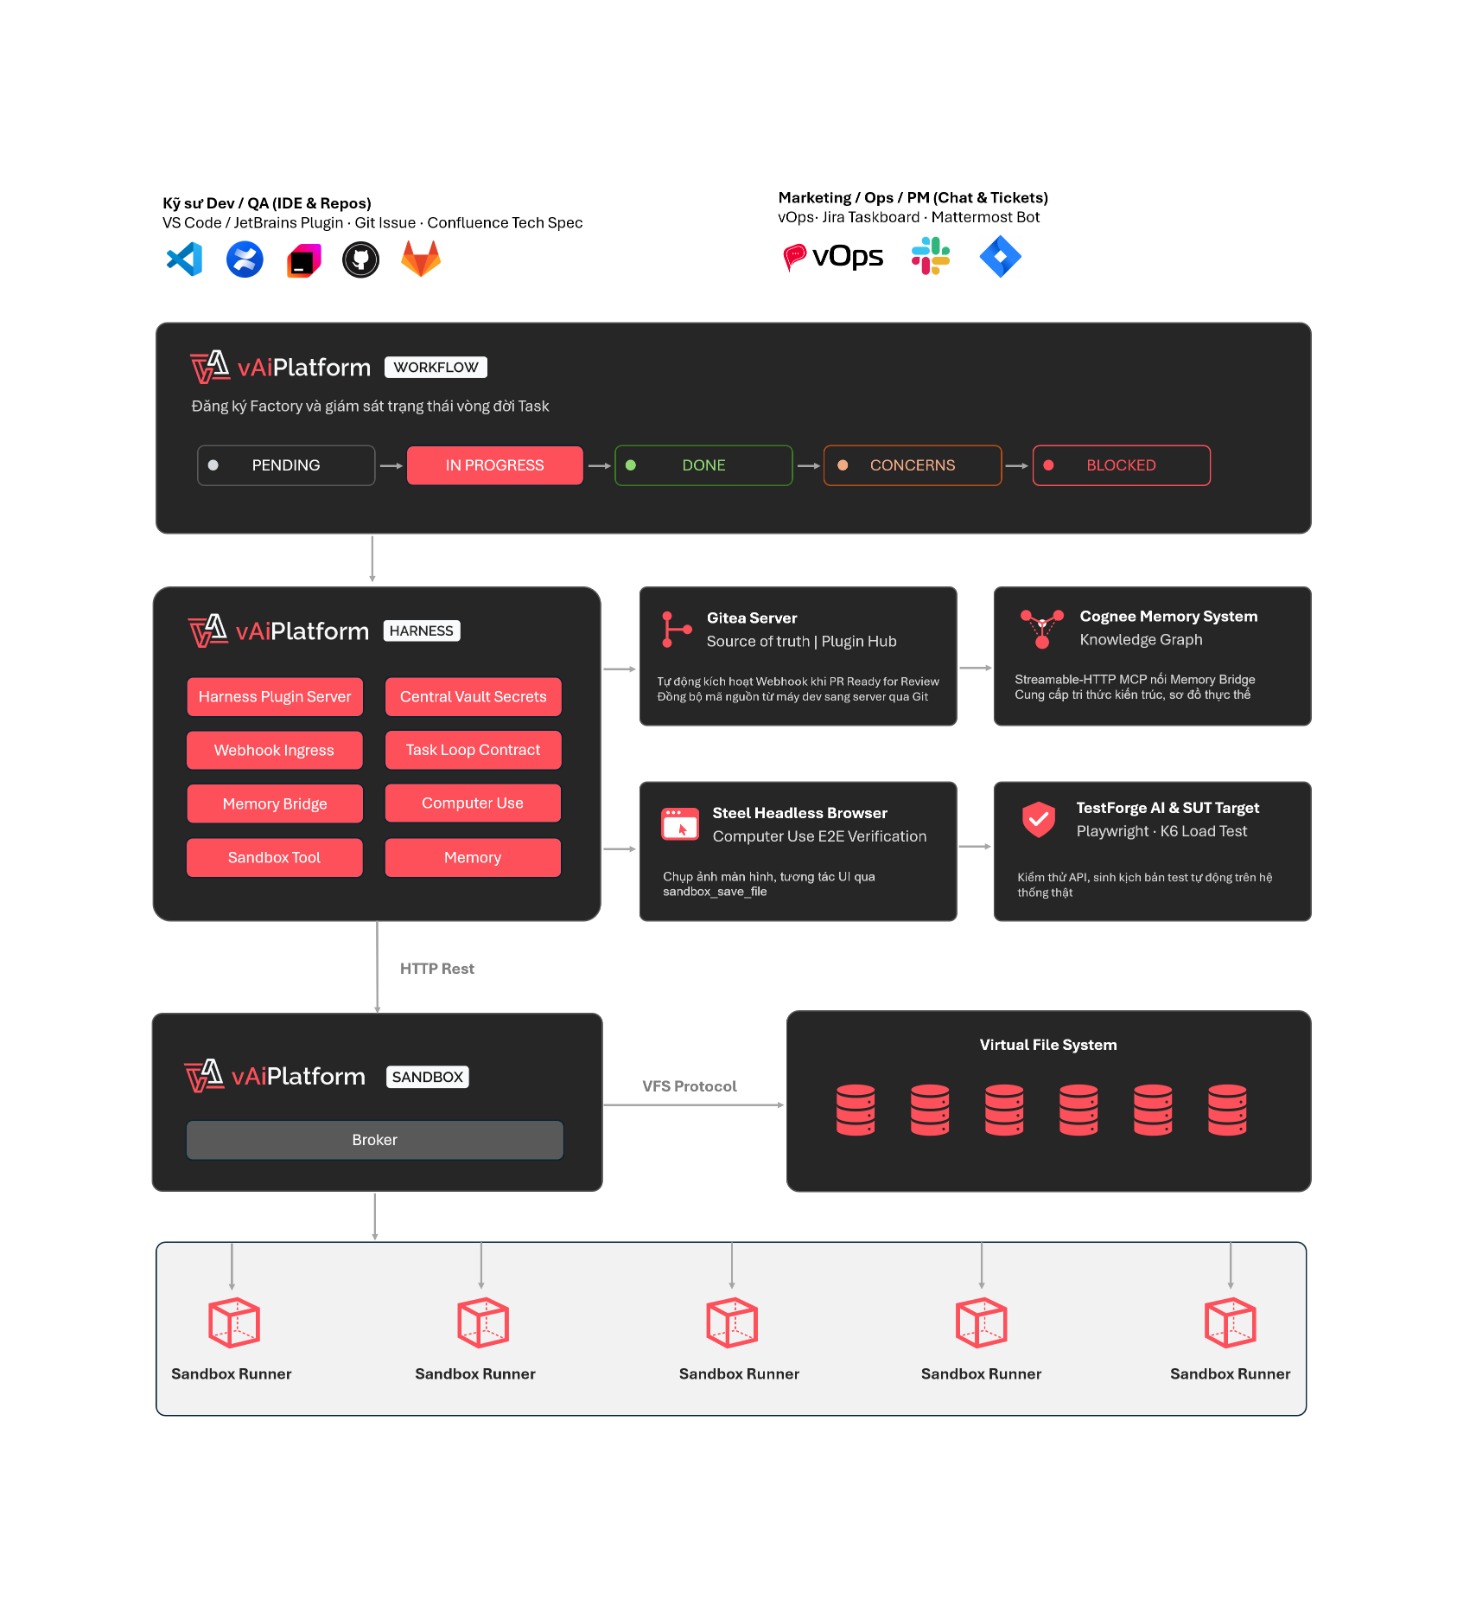 Kỹ sư Dev / QA (IDE & Repos)
VS Code / JetBrains Plugin · Git Issue · Confluence Tech Spec
Marketing / Ops / PM (Chat & Tickets)
vOps· Jira Taskboard · Mattermost Bot
vOps
vAiPlatform WORKFLOW
Đăng ký Factory và giám sát trạng thái vòng đời Task
PENDING
IN PROGRESS
DONE
CONCERNS
BLOCKED
vAiPlatform HARNESS
Harness Plugin Server
Central Vault Secrets
Webhook Ingress
Task Loop Contract
Memory Bridge
Computer Use
Sandbox Tool
Memory
Gitea Server
Source of truth | Plugin Hub
Tự động kích hoạt Webhook khi PR Ready for Review
Đồng bộ mã nguồn từ máy dev sang server qua Git
Cognee Memory System
Knowledge Graph
Streamable-HTTP MCP nối Memory Bridge
Cung cấp tri thức kiến trúc, sơ đồ thực thể
Steel Headless Browser
Computer Use E2E Verification
Chụp ảnh màn hình, tương tác UI qua
sandbox_save_file
TestForge AI & SUT Target
Playwright · K6 Load Test
Kiểm thử API, sinh kịch bản test tự động trên hệ
thống thật
HTTP Rest
vAiPlatform SANDBOX
Broker
VFS Protocol
Virtual File System
Sandbox Runner
Sandbox Runner
Sandbox Runner
Sandbox Runner
Sandbox Runner